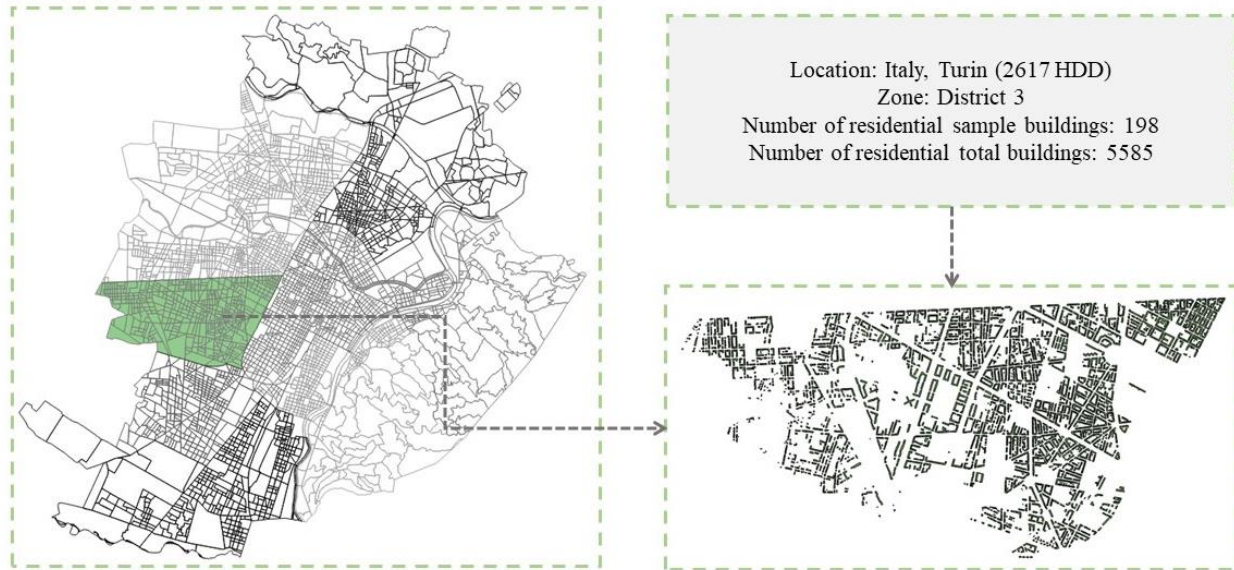 Location: Italy, Turin (2617 HDD)
Zone: District 3
Number of residential sample buildings: 198
Number of residential total buildings: 5585